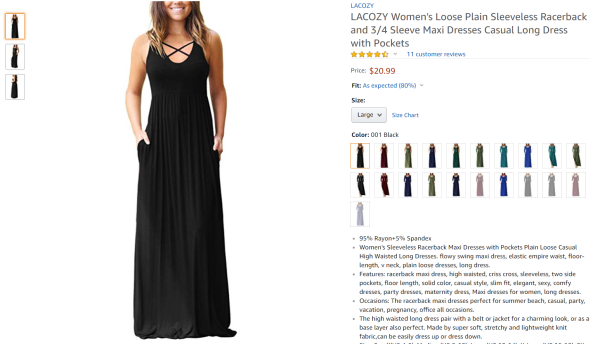 LACOZY
LACOZY Women's Loose Plain Sleeveless Racerback
and 3/4 Sleeve Maxi Dresses Casual Long Dress
with Pockets
11 customer reviews
Price: $20.99
Fit: As expected (80%)
Size:
Large Size Chart
Color: 001 Black
95% Rayon+5% Spandex
Women's Sleeveless Racerback Maxi Dresses with Pockets Plain Loose Casual
High Waisted Long Dresses. flowy swing maxi dress, elastic empire waist, floor-
length, v neck, plain loose dresses, long dress.
Features: racerback maxi dress, high waisted, criss cross, sleeveless, two side
pockets, floor length, solid color, casual style, slim fit, elegant, sexy, comfy
dresses, party dresses, maternity dress, Maxi dresses for women, long dresses.
Occasions: The racerback maxi dresses perfect for summer beach, casual, party,
vacation, pregnancy, office all occasions.
The high waisted long dress pair with a belt or jacket for a charming look, or as a
base layer also perfect. Made by super soft, stretchy and lightweight knit
fabric,can be easily dress up or dress down.